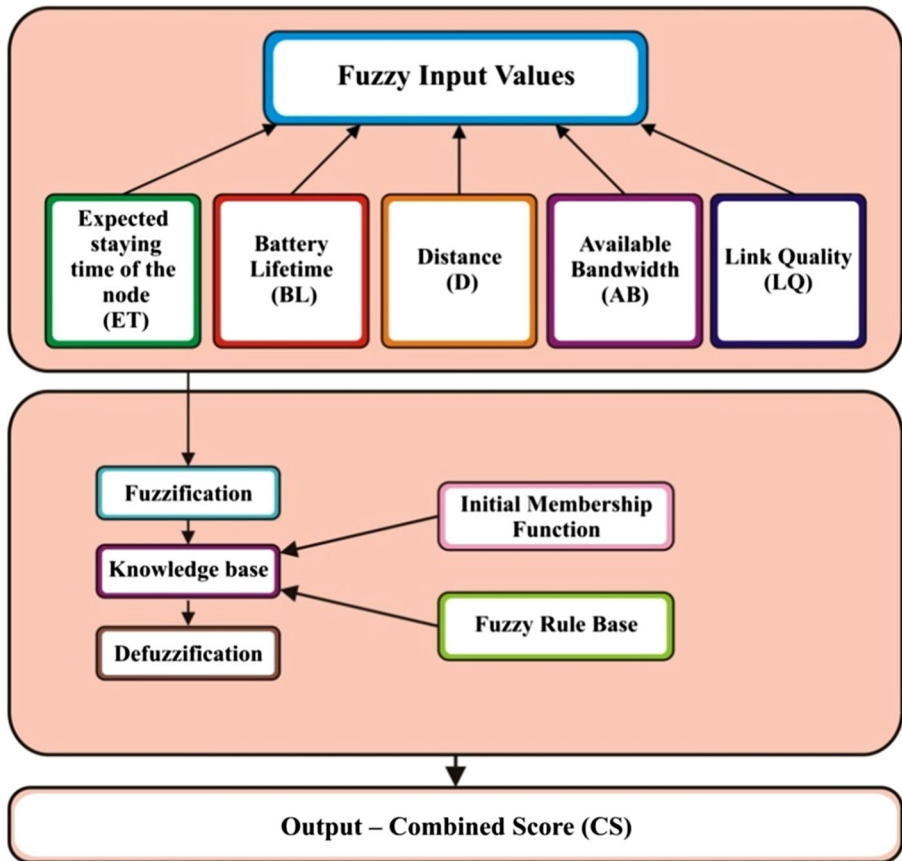 Fuzzy Input Values
Expected
staying
time of the
node
(ET)
Battery
Lifetime
(BL)
Distance
(D)
Available
Bandwidth
(AB)
Link Quality
(LQ)
Fuzzification
Initial Membership
Function
Knowledge base
Fuzzy Rule Base
Defuzzification
Output – Combined Score (CS)